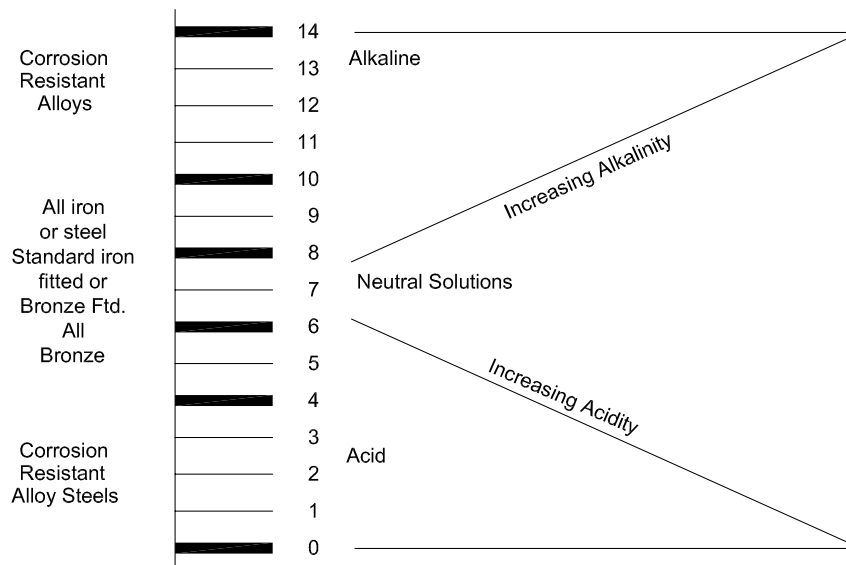 Corrosion
Resistant
Alloys
All iron
or steel
Standard iron
fitted or
Bronze Ftd.
All
Bronze
Corrosion
Resistant
Alloy Steels
14
13
12
11
10
9
8
7
6
5
4
3
2
1
0
Alkaline
Increasing Alkalinity
Neutral Solutions
Increasing Acidity
Acid